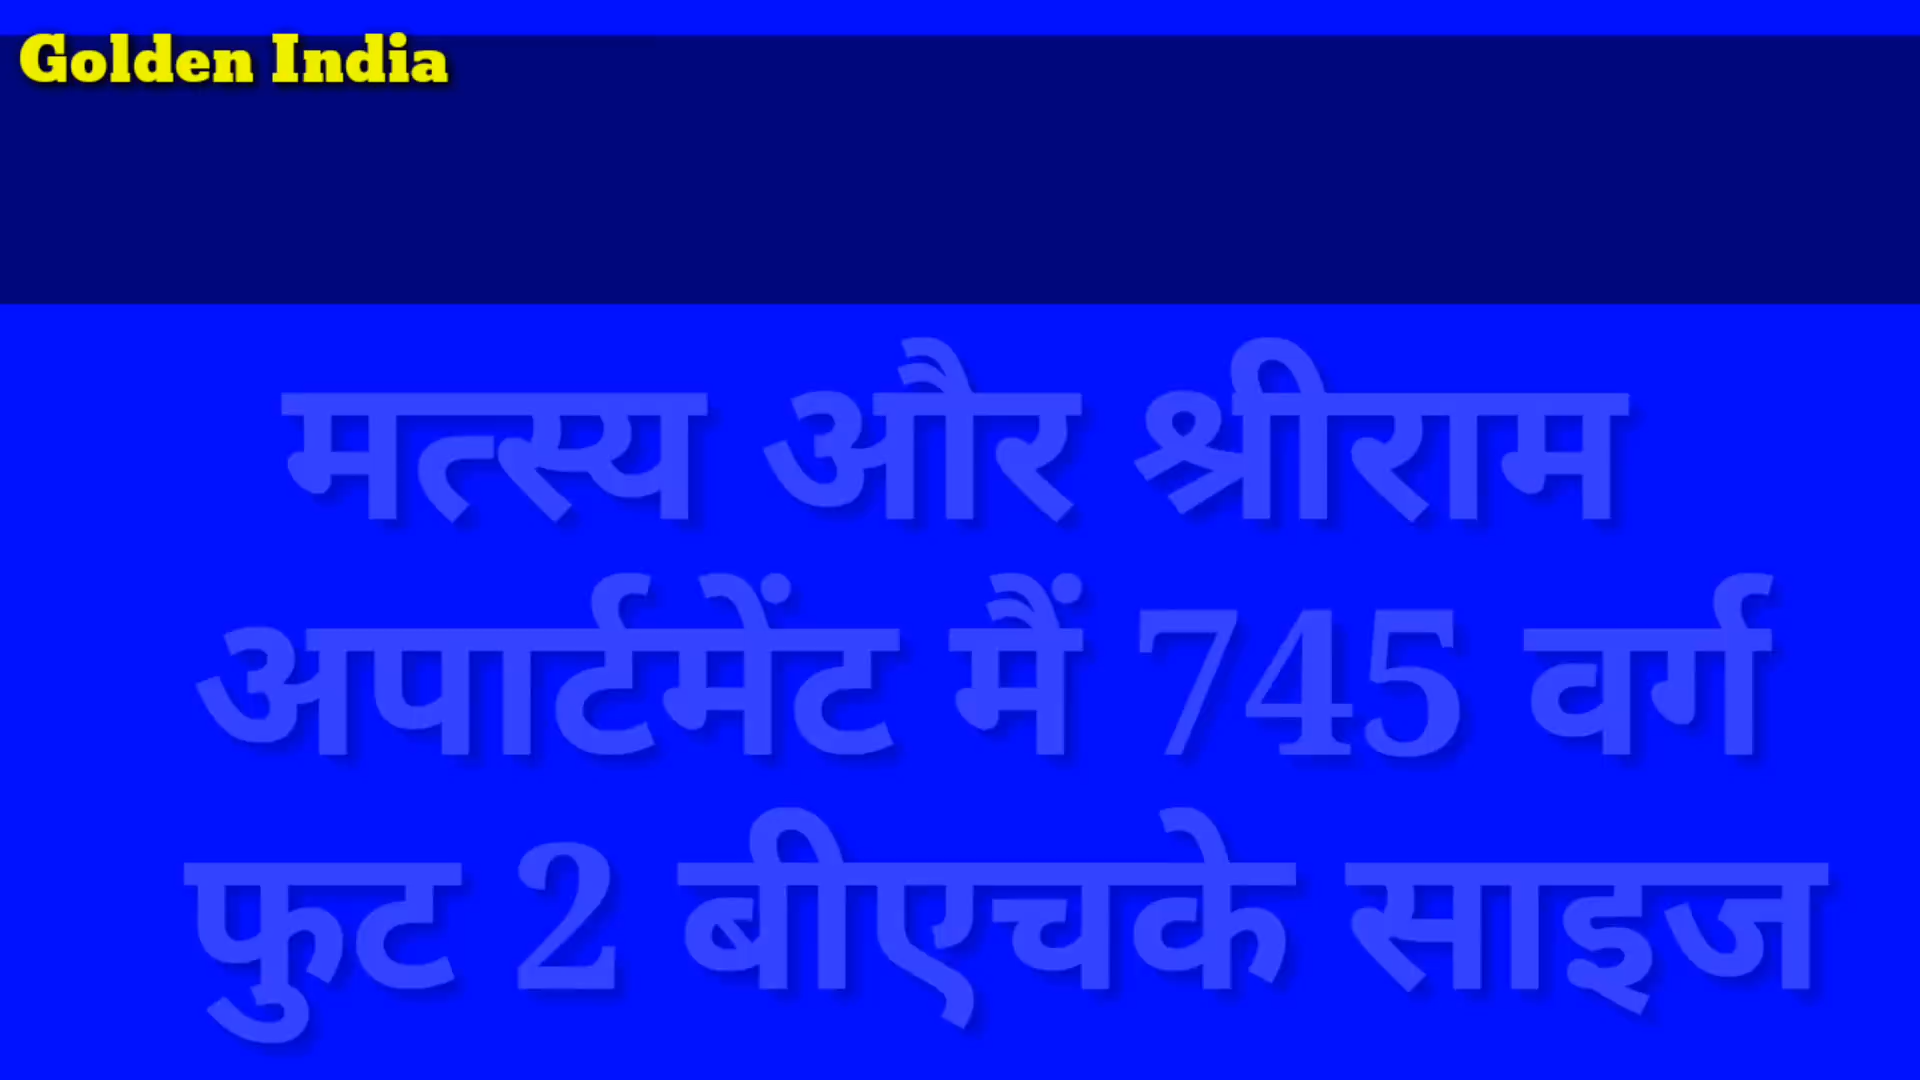 Golden India
मत्स्य और श्रीराम
अपार्टमेंट मैं 745 वर्ग
फुट 2 बीएचके साइज